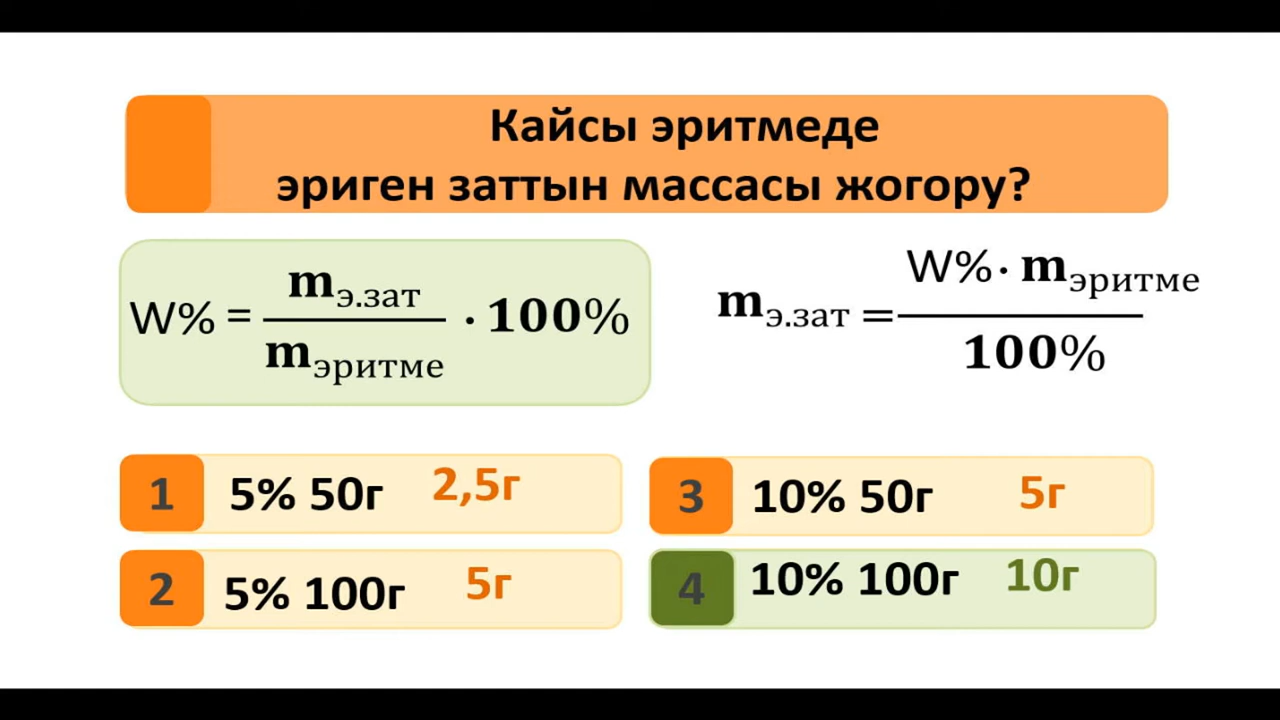 Кайсы эритмеде
эриген заттын массасы жогору?
W% = mэ.зат / mэритме · 100%
mэ.зат = W% · mэритме / 100%
1 5% 50г 2,5г
2 5% 100г 5г
3 10% 50г 5г
4 10% 100г 10г